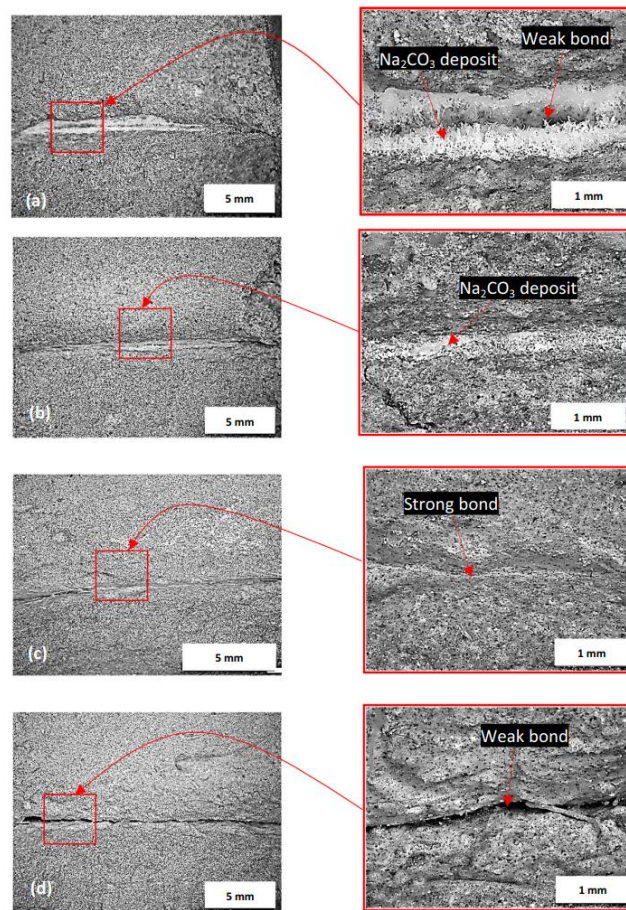 Na₂CO₃ deposit
Weak bond
(a)
5 mm
1 mm
Na₂CO₃ deposit
(b)
5 mm
1 mm
Strong bond
(c)
5 mm
1 mm
Weak bond
(d)
5 mm
1 mm